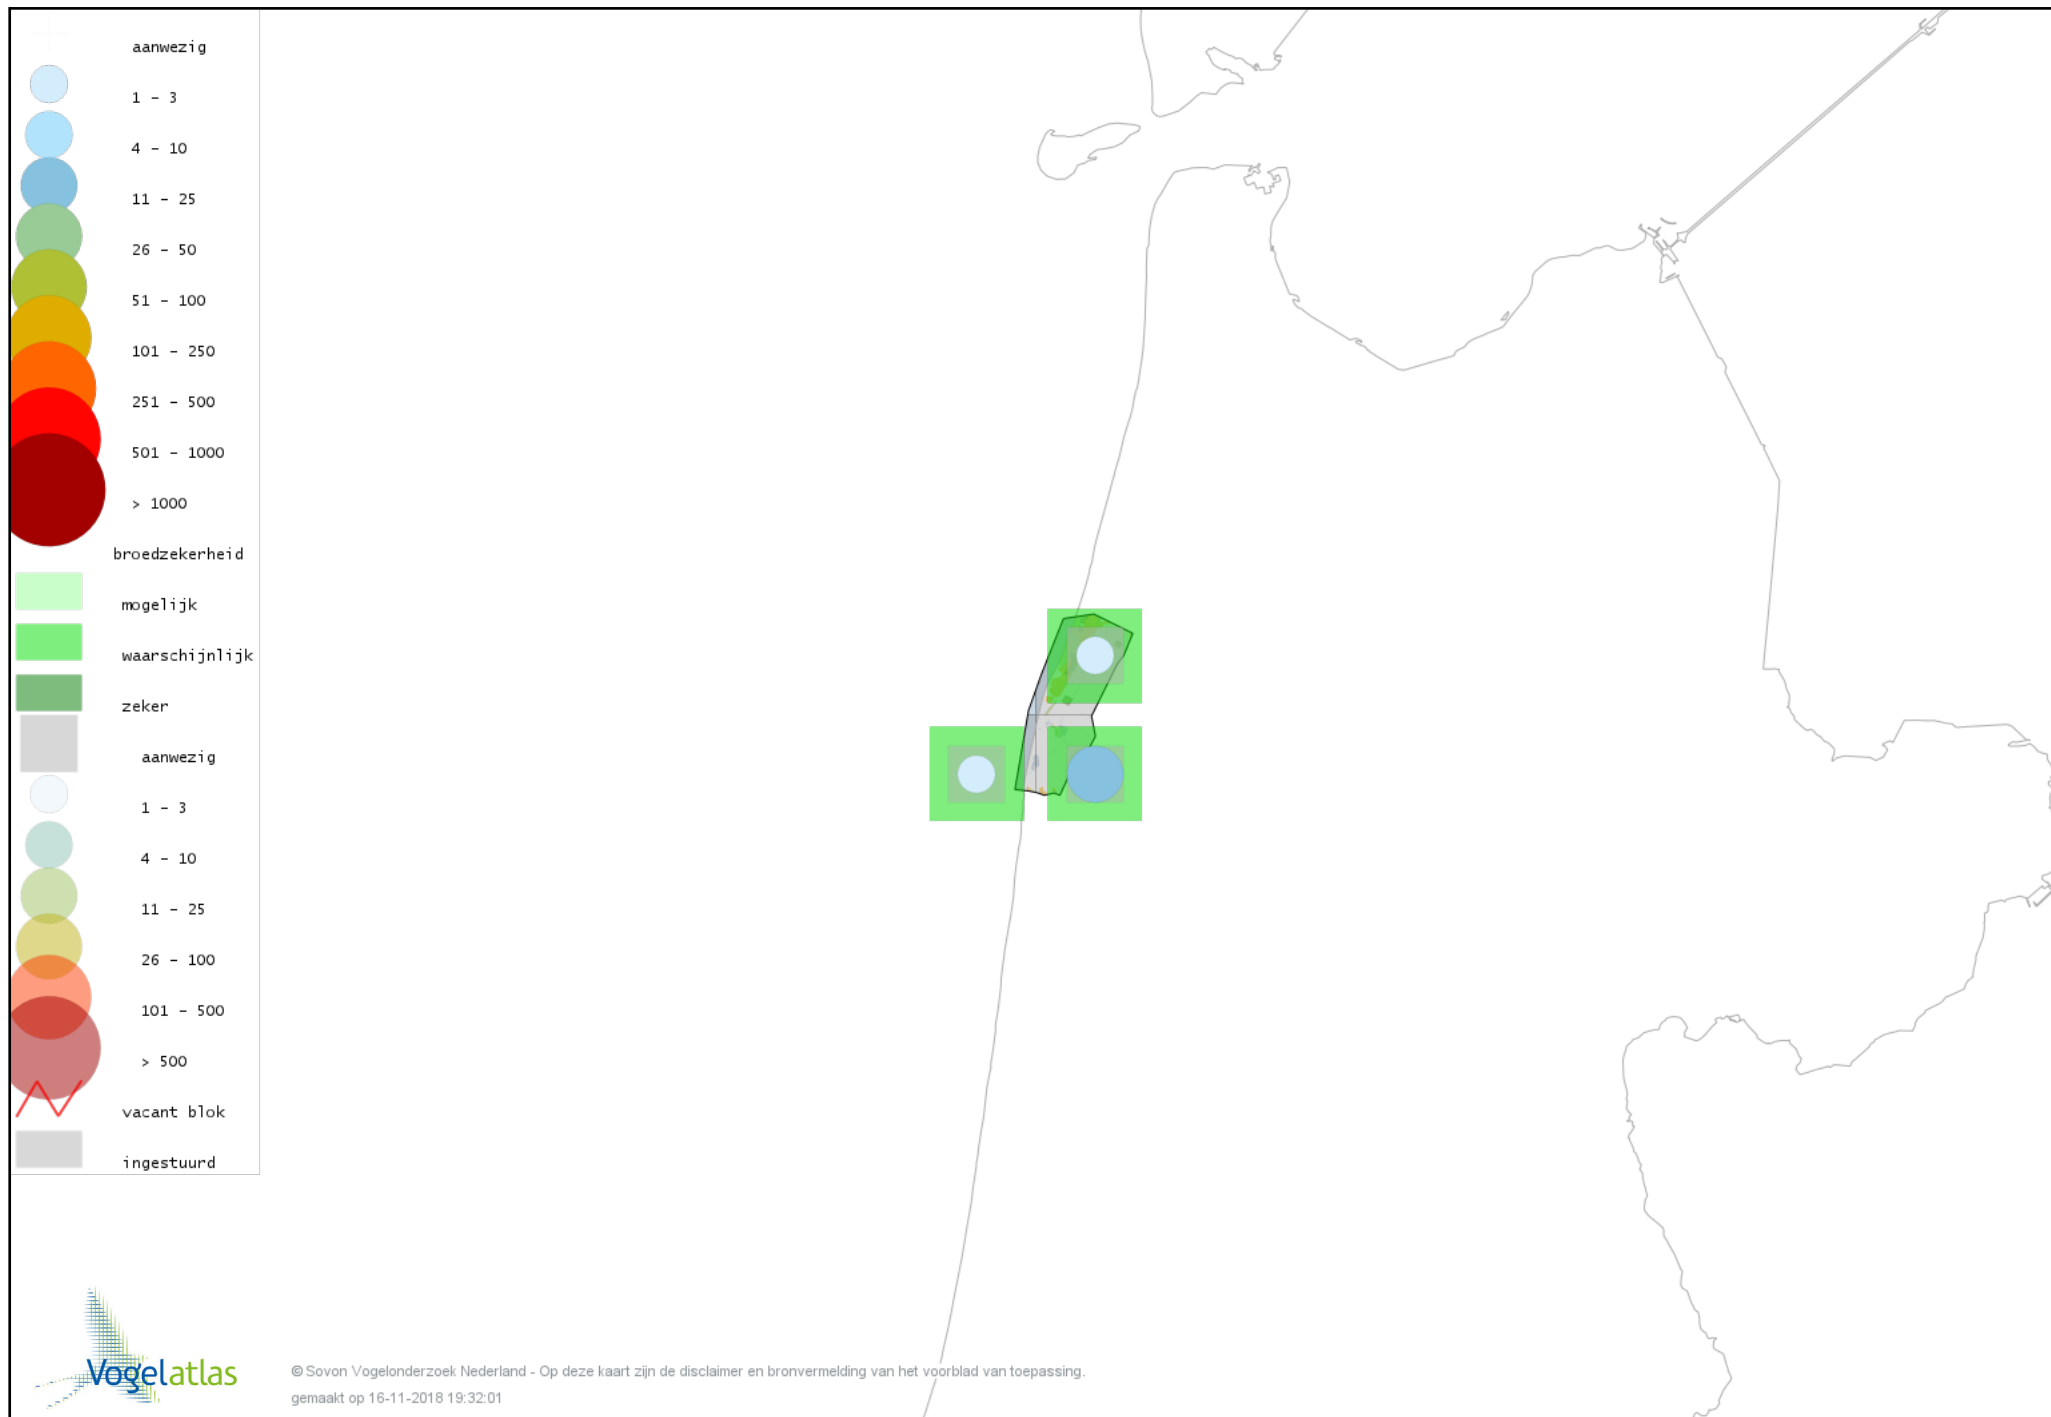 aanwezig
1 - 3
4 - 10
11 - 25
26 - 50
51 - 100
101 - 250
251 - 500
501 - 1000
> 1000
broedzekerheid
mogelijk
waarschijnlijk
zeker
aanwezig
1 - 3
4 - 10
11 - 25
26 - 100
101 - 500
> 500
vacant blok
ingestuurd
Vogelatlas
© Sovon Vogelonderzoek Nederland - Op deze kaart zijn de disclaimer en bronvermelding van het voorblad van toepassing.
gemaakt op 16-11-2018 19:32:01